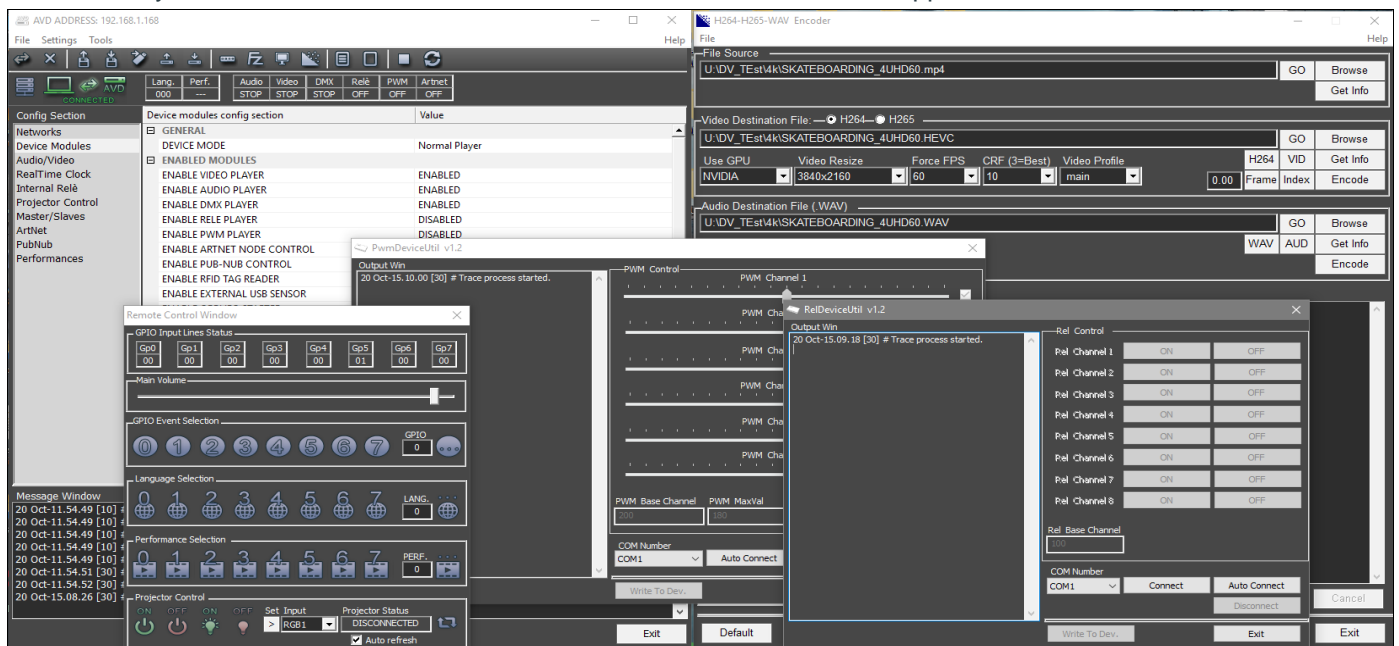 AVD ADDRESS: 192.168.1.168
File Settings Tools Help
CONNECTED
AVD
Lang. Perf. Audio Video DMX Relè PWM Artnet
000 --- STOP STOP STOP OFF OFF OFF
Config Section
Networks
Device Modules
Audio/Video
RealTime Clock
Internal Relè
Projector Control
Master/Slaves
ArtNet
PubNub
Performances
Device modules config section Value
GENERAL
DEVICE MODE Normal Player
ENABLED MODULES
ENABLE VIDEO PLAYER ENABLED
ENABLE AUDIO PLAYER ENABLED
ENABLE DMX PLAYER ENABLED
ENABLE RELE PLAYER DISABLED
ENABLE PWM PLAYER DISABLED
ENABLE ARTNET NODE CONTROL
ENABLE PUB-NUB CONTROL
ENABLE RFID TAG READER
ENABLE EXTERNAL USB SENSOR
Message Window
20 Oct-11.54.49 [10] #
20 Oct-11.54.49 [10] #
20 Oct-11.54.49 [10] #
20 Oct-11.54.49 [10] #
20 Oct-11.54.49 [10] #
20 Oct-11.54.51 [30] #
20 Oct-11.54.52 [30] #
20 Oct-15.08.26 [30] #
Exit
H264-H265-WAV Encoder
File Help
File Source
U:\DV_TEst\4k\SKATEBOARDING_4UHD60.mp4 GO Browse
Get Info
Video Destination File: H264 H265
U:\DV_TEst\4k\SKATEBOARDING_4UHD60.HEVC GO Browse
Use GPU Video Resize Force FPS CRF (3=Best) Video Profile H264 VID Get Info
NVIDIA 3840x2160 60 10 main 0.00 Frame Index Encode
Audio Destination File (.WAV)
U:\DV_TEst\4k\SKATEBOARDING_4UHD60.WAV GO Browse
WAV AUD Get Info
Encode
Cancel
Default Exit
PwmDeviceUtil v1.2
Output Win
20 Oct-15.10.00 [30] # Trace process started.
PWM Control
PWM Channel 1
PWM Cha
PWM Cha
PWM Cha
PWM Cha
PWM Cha
PWM Base Channel PWM MaxVal
200 180
COM Number
COM1 Auto Connect
Write To Dev.
Remote Control Window
GPIO Input Lines Status
Gp0 Gp1 Gp2 Gp3 Gp4 Gp5 Gp6 Gp7
00 00 00 00 00 01 00 00
Main Volume
GPIO Event Selection
0 1 2 3 4 5 6 7 GPIO 0
Language Selection
0 1 2 3 4 5 6 7 LANG. 0
Performance Selection
0 1 2 3 4 5 6 7 PERF. 0
Projector Control
ON OFF ON OFF Set Input Projector Status
> RGB1 DISCONNECTED
Auto refresh
RelDeviceUtil v1.2
Output Win
20 Oct-15.09.18 [30] # Trace process started.
Rel Control
Rel Channel 1 ON OFF
Rel Channel 2 ON OFF
Rel Channel 3 ON OFF
Rel Channel 4 ON OFF
Rel Channel 5 ON OFF
Rel Channel 6 ON OFF
Rel Channel 7 ON OFF
Rel Channel 8 ON OFF
Rel Base Channel
100
COM Number
COM1 Connect Auto Connect
Disconnect
Write To Dev. Exit